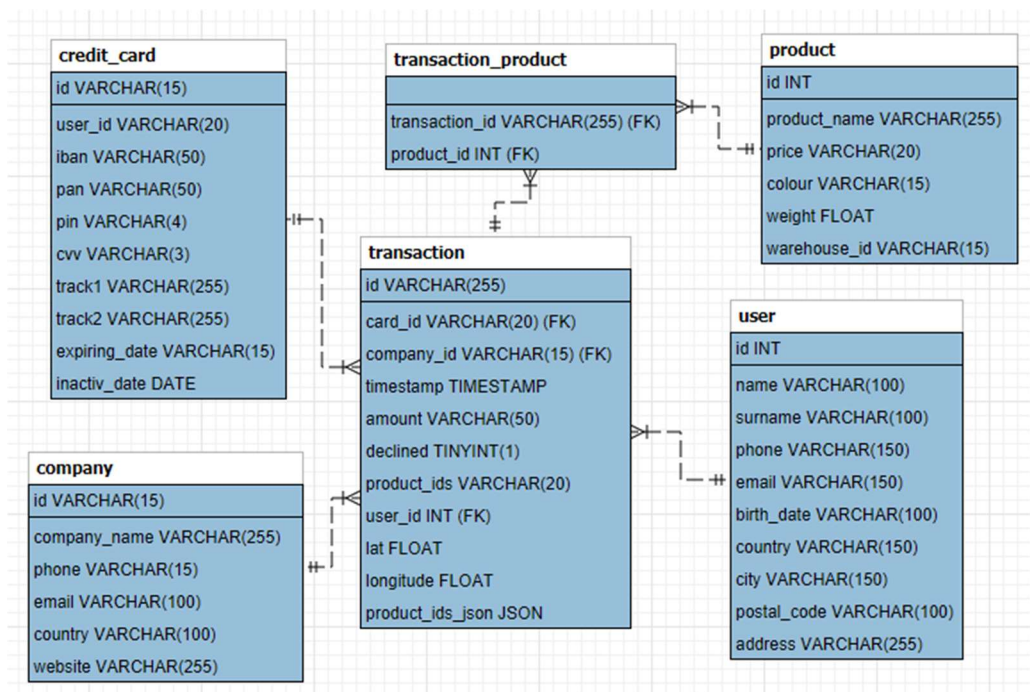 credit_card
id VARCHAR(15)
user_id VARCHAR(20)
iban VARCHAR(50)
pan VARCHAR(50)
pin VARCHAR(4)
cvv VARCHAR(3)
track1 VARCHAR(255)
track2 VARCHAR(255)
expiring_date VARCHAR(15)
inactiv_date DATE
transaction_product
transaction_id VARCHAR(255) (FK)
product_id INT (FK)
product
id INT
product_name VARCHAR(255)
price VARCHAR(20)
colour VARCHAR(15)
weight FLOAT
warehouse_id VARCHAR(15)
transaction
id VARCHAR(255)
card_id VARCHAR(20) (FK)
company_id VARCHAR(15) (FK)
timestamp TIMESTAMP
amount VARCHAR(50)
declined TINYINT(1)
product_ids VARCHAR(20)
user_id INT (FK)
lat FLOAT
longitude FLOAT
product_ids_json JSON
user
id INT
name VARCHAR(100)
surname VARCHAR(100)
phone VARCHAR(150)
email VARCHAR(150)
birth_date VARCHAR(100)
country VARCHAR(150)
city VARCHAR(150)
postal_code VARCHAR(100)
address VARCHAR(255)
company
id VARCHAR(15)
company_name VARCHAR(255)
phone VARCHAR(15)
email VARCHAR(100)
country VARCHAR(100)
website VARCHAR(255)